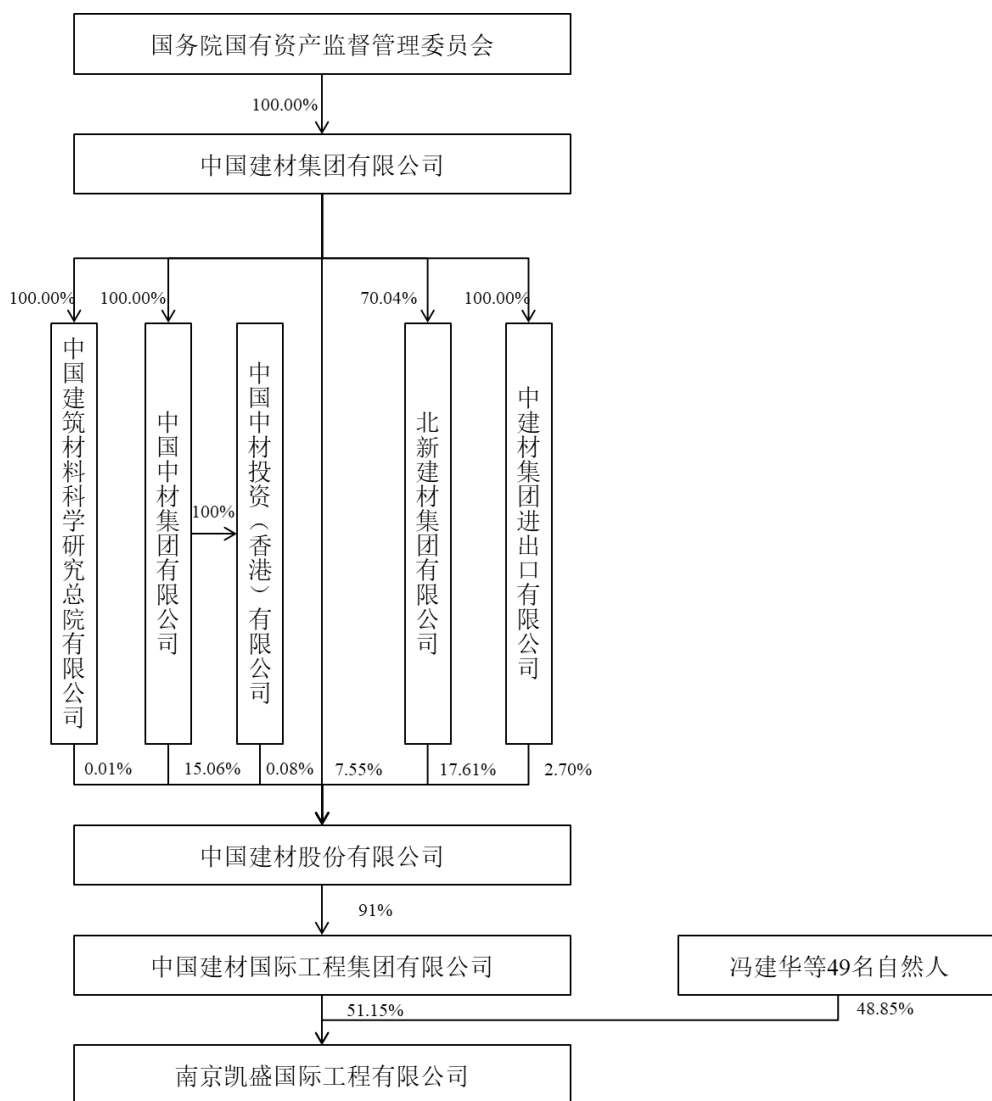 国务院国有资产监督管理委员会
100.00%
中国建材集团有限公司
100.00%
100.00%
70.04%
100.00%
中国建筑材料科学研究总院有限公司
中国中材集团有限公司
100%
中国中材投资（香港）有限公司
北新建材集团有限公司
中建材集团进出口有限公司
0.01%
15.06%
0.08%
7.55%
17.61%
2.70%
中国建材股份有限公司
91%
中国建材国际工程集团有限公司
冯建华等49名自然人
51.15%
48.85%
南京凯盛国际工程有限公司